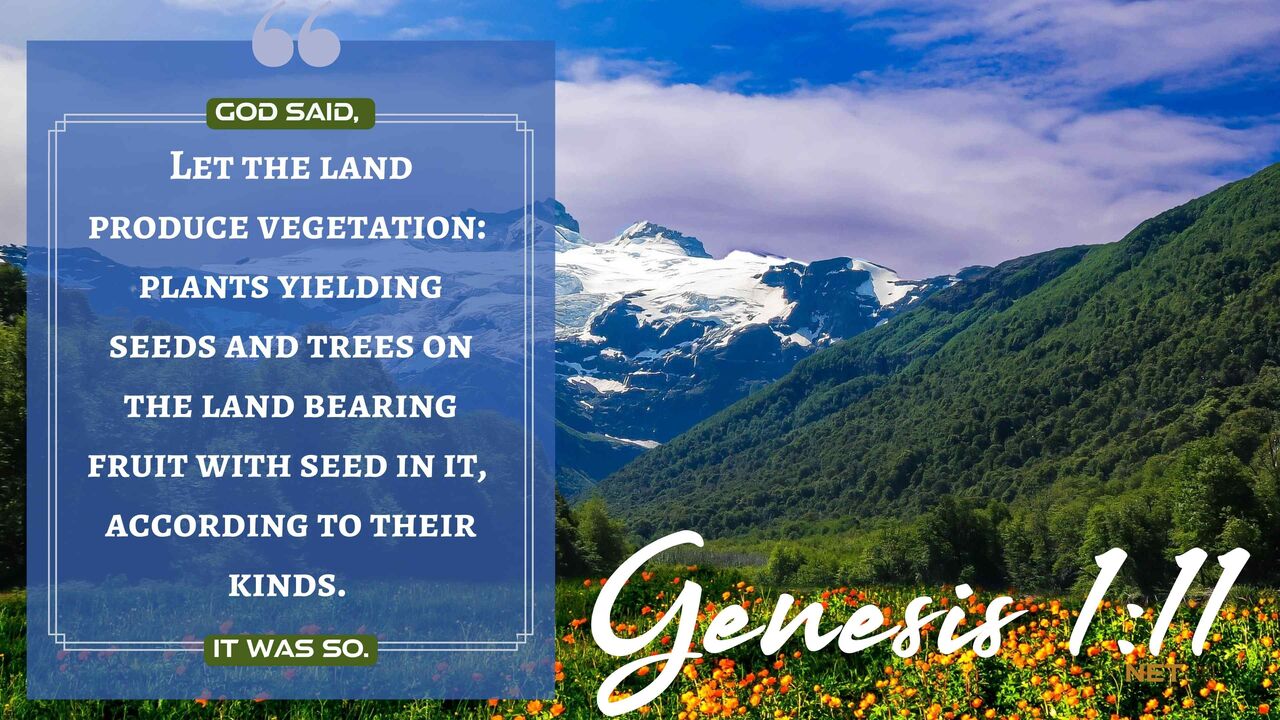 GOD SAID,
LET THE LAND
PRODUCE VEGETATION:
PLANTS YIELDING
SEEDS AND TREES ON
THE LAND BEARING
FRUIT WITH SEED IN IT,
ACCORDING TO THEIR
KINDS.
IT WAS SO.
Genesis 1:11
NET